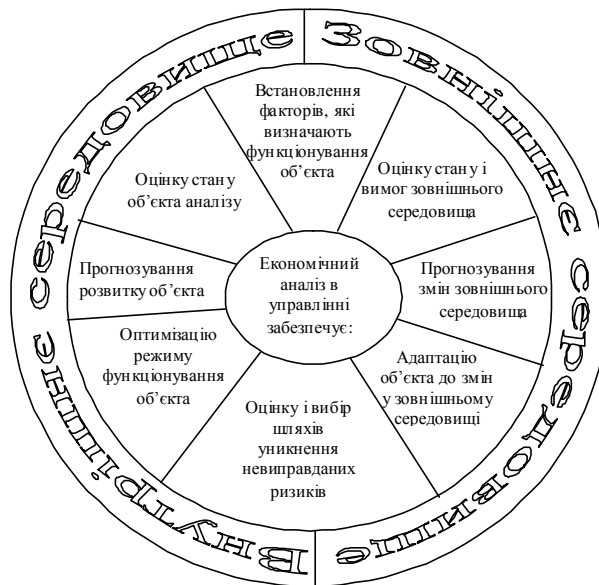 Внутрішнє середовище
Зовнішнє середовище
Встановлення
факторів, які
визначають
функціонування
об’єкта
Оцінку стану і
вимог зовнішнього
середовища
Прогнозування
змін зовнішнього
середовища
Адаптацію
об’єкта до змін
у зовнішньому
середовищі
Оцінку і вибір
шляхів
уникнення
невиправданих
ризиків
Оптимізацію
режиму
функціонування
об’єкта
Прогнозування
розвитку об’єкта
Оцінку стану
об’єкта аналізу
Економічний
аналіз в
управлінні
забезпечує: